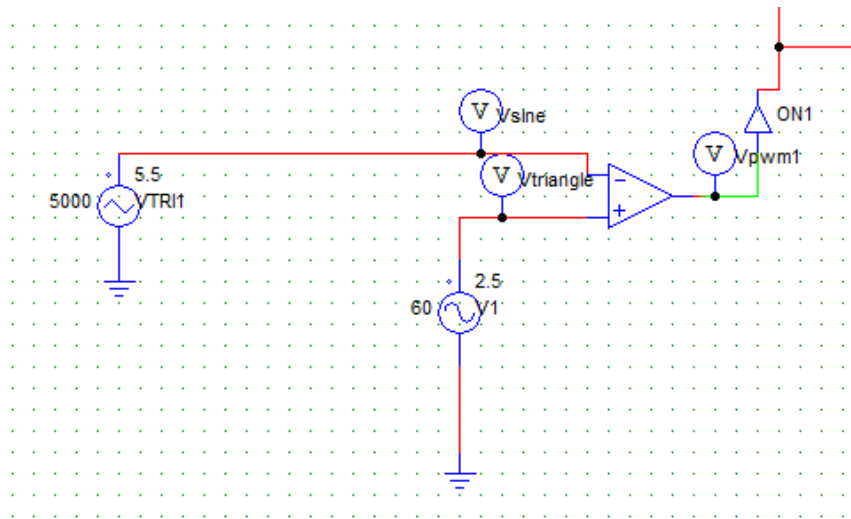 ON1
V Vsine
V Vpwm1
V Vtriangle
5.5
5000 VTRI1
−
+
2.5
60 V1